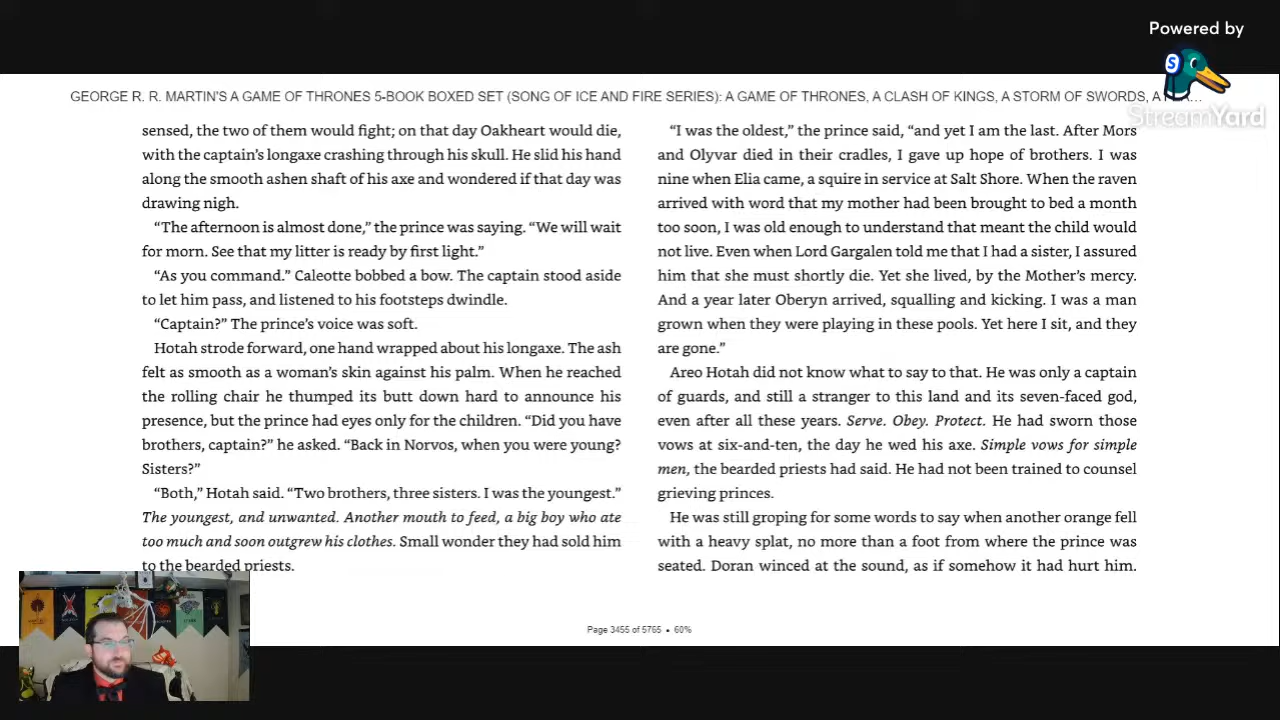 Powered by
StreamYard
GEORGE R. R. MARTIN'S A GAME OF THRONES 5-BOOK BOXED SET (SONG OF ICE AND FIRE SERIES): A GAME OF THRONES, A CLASH OF KINGS, A STORM OF SWORDS, A
sensed, the two of them would fight; on that day Oakheart would die,
with the captain’s longaxe crashing through his skull. He slid his hand
along the smooth ashen shaft of his axe and wondered if that day was
drawing nigh.
“The afternoon is almost done,” the prince was saying. “We will wait
for morn. See that my litter is ready by first light.”
“As you command.” Caleotte bobbed a bow. The captain stood aside
to let him pass, and listened to his footsteps dwindle.
“Captain?” The prince’s voice was soft.
Hotah strode forward, one hand wrapped about his longaxe. The ash
felt as smooth as a woman’s skin against his palm. When he reached
the rolling chair he thumped its butt down hard to announce his
presence, but the prince had eyes only for the children. “Did you have
brothers, captain?” he asked. “Back in Norvos, when you were young?
Sisters?”
“Both,” Hotah said. “Two brothers, three sisters. I was the youngest.”
The youngest, and unwanted. Another mouth to feed, a big boy who ate
too much and soon outgrew his clothes. Small wonder they had sold him
to the bearded priests.
“I was the oldest,” the prince said, “and yet I am the last. After Mors
and Olyvar died in their cradles, I gave up hope of brothers. I was
nine when Elia came, a squire in service at Salt Shore. When the raven
arrived with word that my mother had been brought to bed a month
too soon, I was old enough to understand that meant the child would
not live. Even when Lord Gargalen told me that I had a sister, I assured
him that she must shortly die. Yet she lived, by the Mother’s mercy.
And a year later Oberyn arrived, squalling and kicking. I was a man
grown when they were playing in these pools. Yet here I sit, and they
are gone.”
Areo Hotah did not know what to say to that. He was only a captain
of guards, and still a stranger to this land and its seven-faced god,
even after all these years. Serve. Obey. Protect. He had sworn those
vows at six-and-ten, the day he wed his axe. Simple vows for simple
men, the bearded priests had said. He had not been trained to counsel
grieving princes.
He was still groping for some words to say when another orange fell
with a heavy splat, no more than a foot from where the prince was
seated. Doran winced at the sound, as if somehow it had hurt him.
Page 3455 of 5765 • 60%